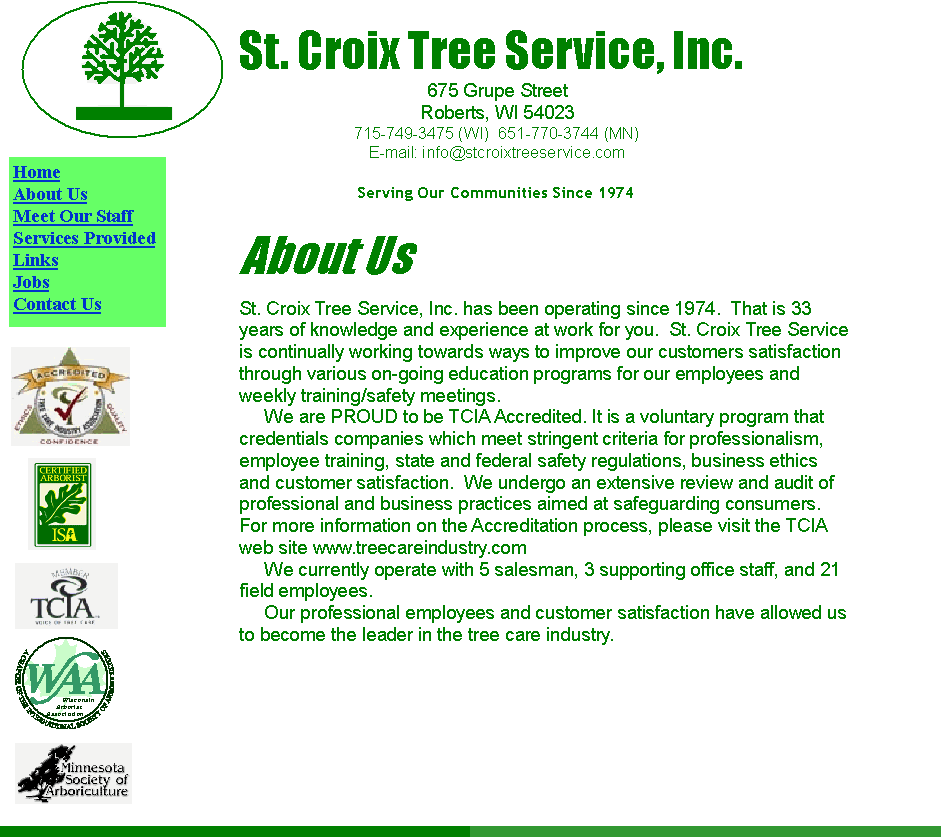 St. Croix Tree Service, Inc.
675 Grupe Street
Roberts, WI 54023
715-749-3475 (WI)  651-770-3744 (MN)
E-mail: info@stcroixtreeservice.com
Serving Our Communities Since 1974
Home
About Us
Meet Our Staff
Services Provided
Links
Jobs
Contact Us
ACCREDITED
TREE CARE INDUSTRY ASSOCIATION
ETHICS
QUALITY
CONFIDENCE
CERTIFIED
ARBORIST
ISA
MEMBER
TCIA
VOICE OF TREE CARE
WAA
Wisconsin
Arborist
Association
Minnesota
Society of
Arboriculture
About Us
St. Croix Tree Service, Inc. has been operating since 1974.  That is 33
years of knowledge and experience at work for you.  St. Croix Tree Service
is continually working towards ways to improve our customers satisfaction
through various on-going education programs for our employees and
weekly training/safety meetings.
We are PROUD to be TCIA Accredited. It is a voluntary program that
credentials companies which meet stringent criteria for professionalism,
employee training, state and federal safety regulations, business ethics
and customer satisfaction.  We undergo an extensive review and audit of
professional and business practices aimed at safeguarding consumers.
For more information on the Accreditation process, please visit the TCIA
web site www.treecareindustry.com
We currently operate with 5 salesman, 3 supporting office staff, and 21
field employees.
Our professional employees and customer satisfaction have allowed us
to become the leader in the tree care industry.